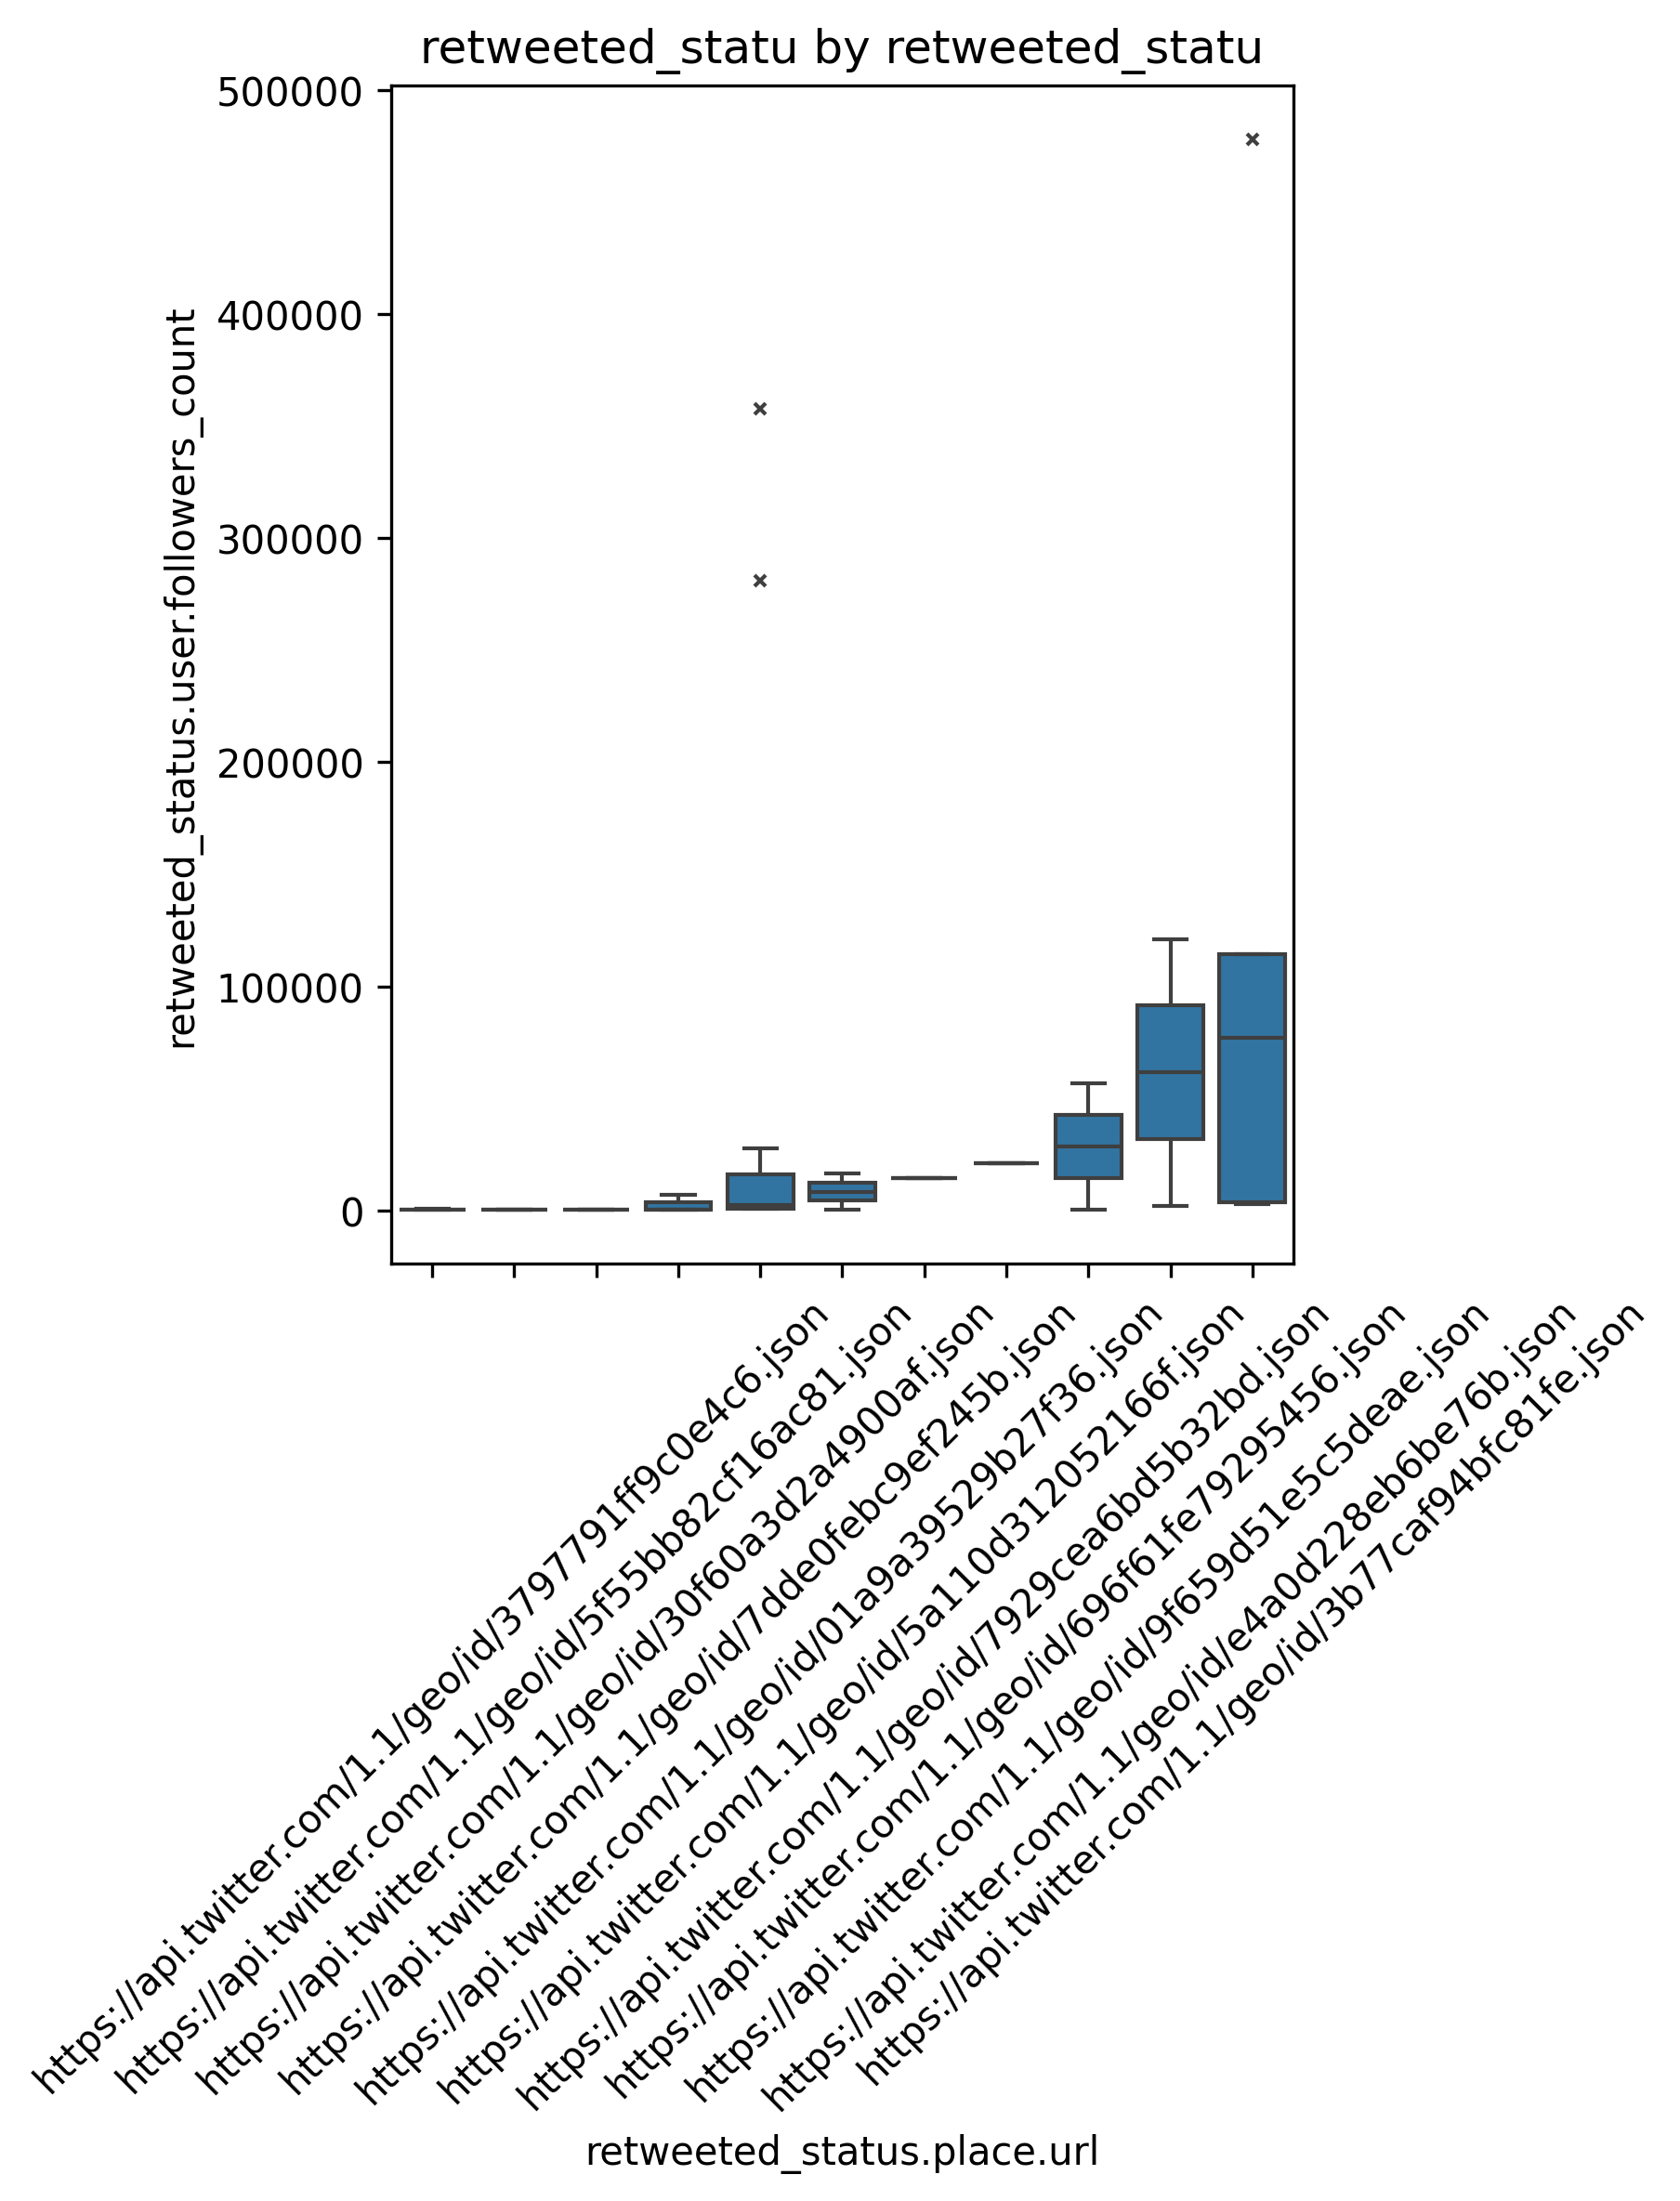 retweeted_statu by retweeted_statu
retweeted_status.user.followers_count
500000
400000
300000
200000
100000
0
https://api.twitter.com/1.1/geo/id/379791ff9c0e4c6.json
https://api.twitter.com/1.1/geo/id/5f55bb82cf16ac81.json
https://api.twitter.com/1.1/geo/id/30f60a3d2a4900af.json
https://api.twitter.com/1.1/geo/id/7dde0febc9ef245b.json
https://api.twitter.com/1.1/geo/id/01a9a39529b27f36.json
https://api.twitter.com/1.1/geo/id/5a110d312052166f.json
https://api.twitter.com/1.1/geo/id/7929cea6bd5b32bd.json
https://api.twitter.com/1.1/geo/id/696f61fe79295456.json
https://api.twitter.com/1.1/geo/id/9f659d51e5c5deae.json
https://api.twitter.com/1.1/geo/id/e4a0d228eb6be76b.json
https://api.twitter.com/1.1/geo/id/3b77caf94bfc81fe.json
retweeted_status.place.url